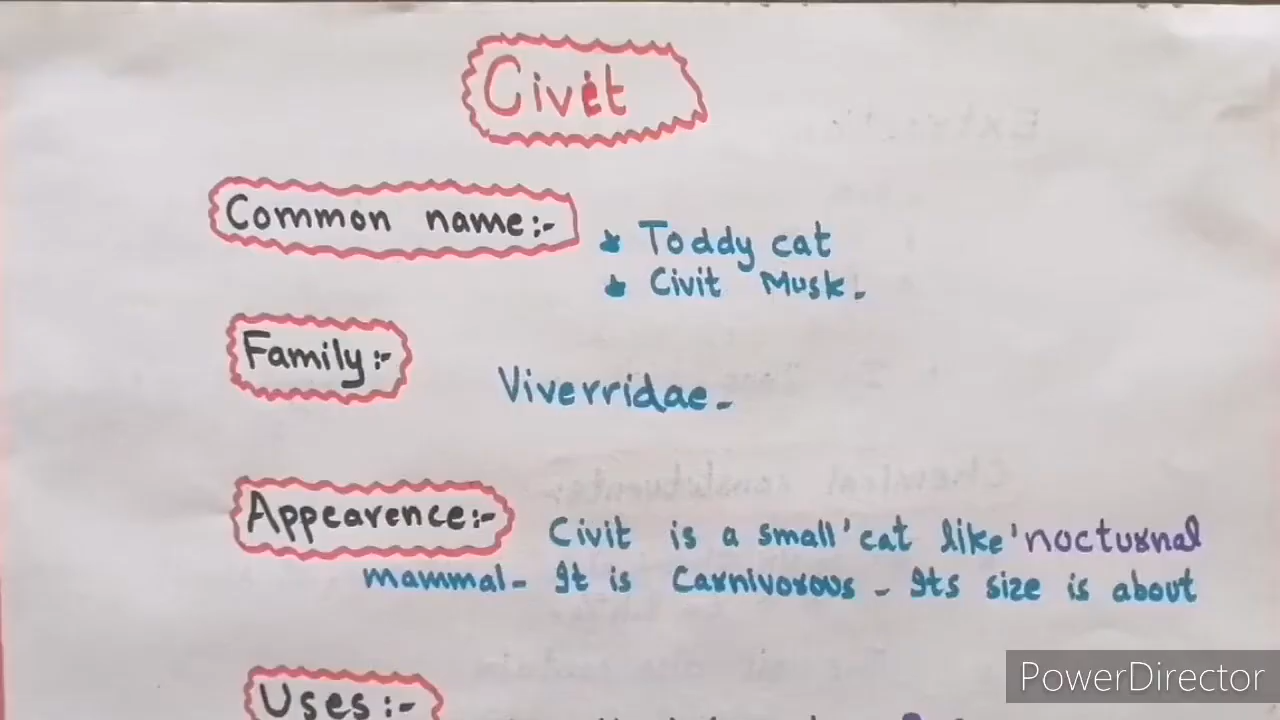 Civit
Common name:-
* Toddy cat
* Civit Musk.
Family:-
Viverridae.
Appearence:- Civit is a small 'cat like' nocturnal
mammal. It is Carnivorous. Its size is about
Uses:-
PowerDirector